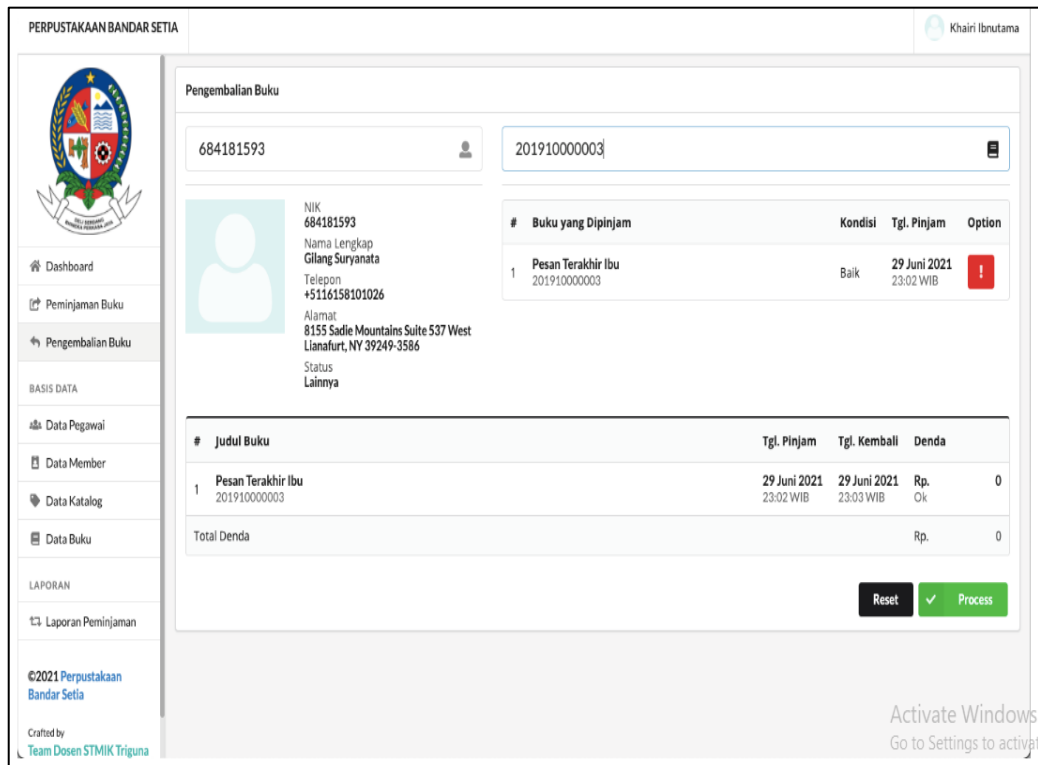 PERPUSTAKAAN BANDAR SETIA
Khairi Ibnutama
DELI SERDANG
Dashboard
Peminjaman Buku
Pengembalian Buku
BASIS DATA
Data Pegawai
Data Member
Data Katalog
Data Buku
LAPORAN
Laporan Peminjaman
©2021 Perpustakaan
Bandar Setia
Crafted by
Team Dosen STMIK Triguna
Pengembalian Buku
684181593
201910000003
NIK
684181593
Nama Lengkap
Gilang Suryanata
Telepon
+5116158101026
Alamat
8155 Sadie Mountains Suite 537 West
Lianafurt, NY 39249-3586
Status
Lainnya
# Buku yang Dipinjam Kondisi Tgl. Pinjam Option
1 Pesan Terakhir Ibu Baik 29 Juni 2021 !
201910000003 23:02 WIB
# Judul Buku Tgl. Pinjam Tgl. Kembali Denda
1 Pesan Terakhir Ibu 29 Juni 2021 29 Juni 2021 Rp. 0
201910000003 23:02 WIB 23:03 WIB Ok
Total Denda Rp. 0
Reset Process
Activate Windows
Go to Settings to activat